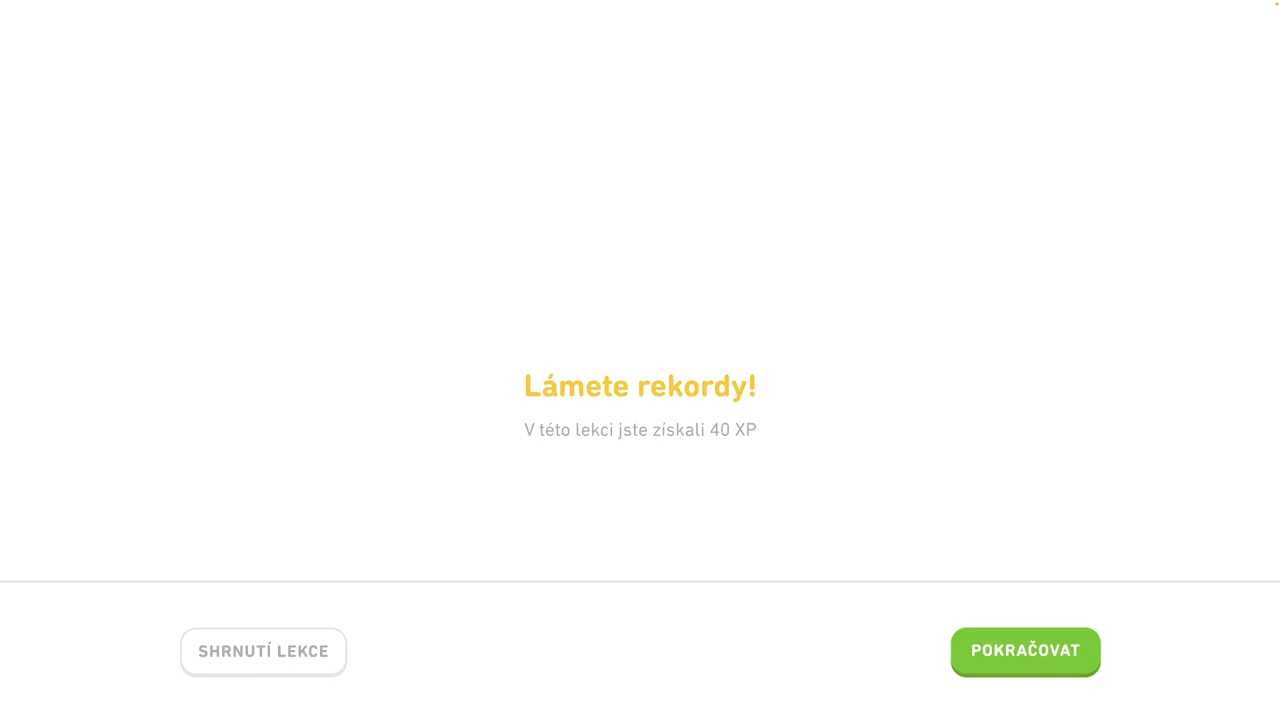 Lámete rekordy!
V této lekci jste získali 40 XP
SHRNUTÍ LEKCE
POKRAČOVAT